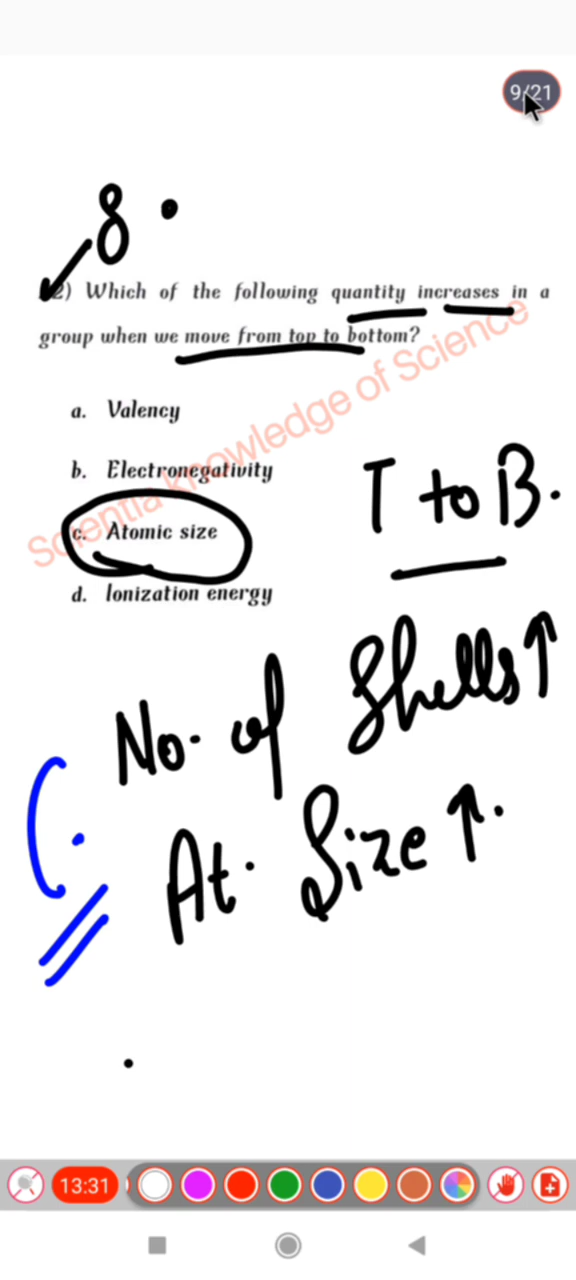 9/21
8.
2) Which of the following quantity increases in a
group when we move from top to bottom?
a. Valency
b. Electronegativity
c. Atomic size
d. Ionization energy
Scientia Knowledge of Science
T to B.
No. of Shells ↑
At. Size ↑.
C.
13:31